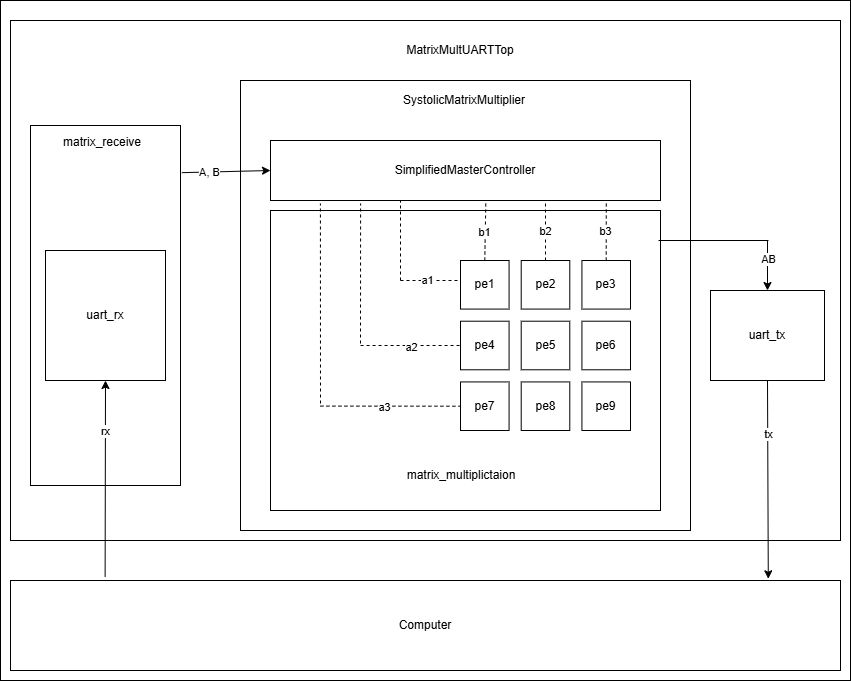 MatrixMultUARTTop
SystolicMatrixMultiplier
matrix_receive
A, B
SimplifiedMasterController
b1 b2 b3
a1 pe1 pe2 pe3
AB
uart_rx
uart_tx
a2 pe4 pe5 pe6
a3 pe7 pe8 pe9
rx
tx
matrix_multiplictaion
Computer